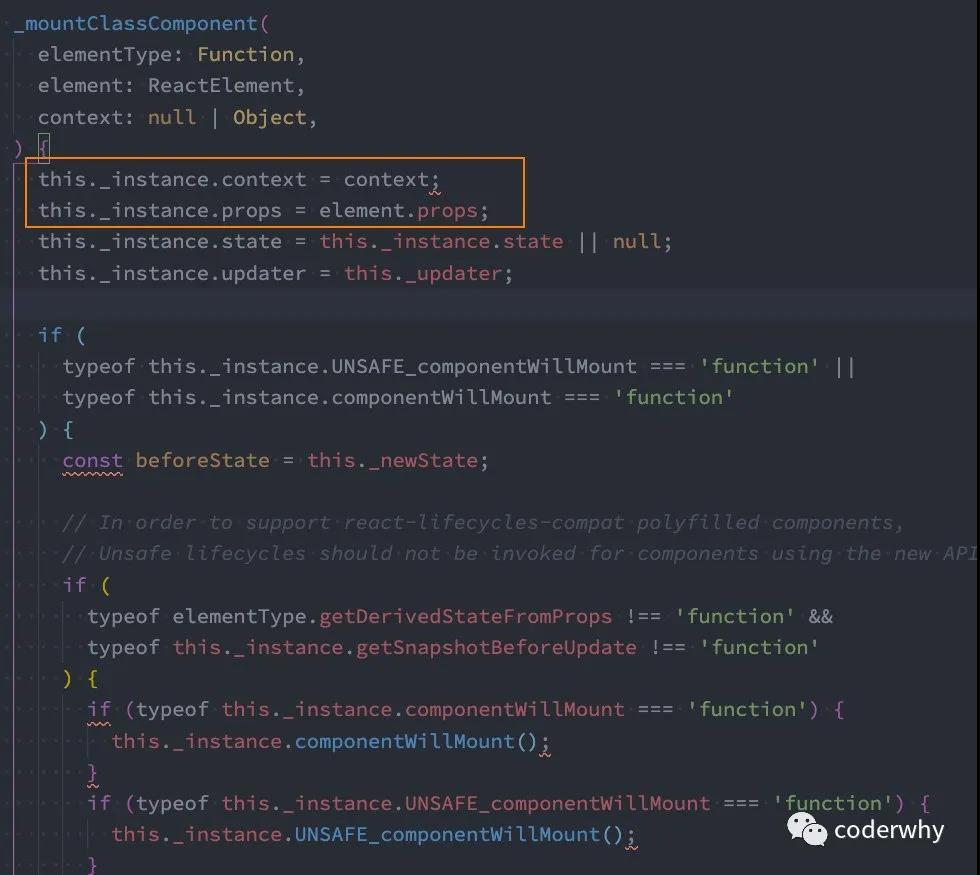 _mountClassComponent(
elementType: Function,
element: ReactElement,
context: null | Object,
) {
this._instance.context = context;
this._instance.props = element.props;
this._instance.state = this._instance.state || null;
this._instance.updater = this._updater;
if (
typeof this._instance.UNSAFE_componentWillMount === 'function' ||
typeof this._instance.componentWillMount === 'function'
) {
const beforeState = this._newState;
// In order to support react-lifecycles-compat polyfilled components,
// Unsafe lifecycles should not be invoked for components using the new API
if (
typeof elementType.getDerivedStateFromProps !== 'function' &&
typeof this._instance.getSnapshotBeforeUpdate !== 'function'
) {
if (typeof this._instance.componentWillMount === 'function') {
this._instance.componentWillMount();
}
if (typeof this._instance.UNSAFE_componentWillMount === 'function') {
this._instance.UNSAFE_componentWillMount();
}
coderwhy